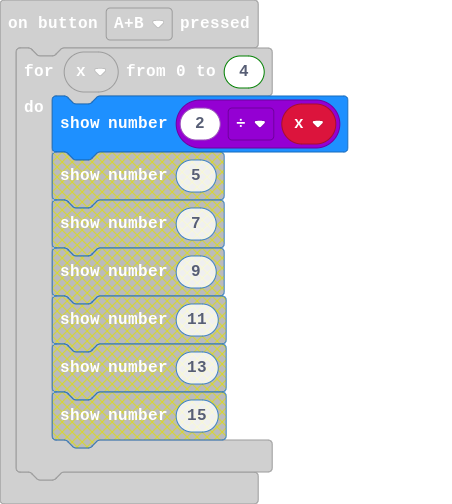 on button A+B pressed
for x from 0 to 4
do
show number 2 ÷ x
show number 5
show number 7
show number 9
show number 11
show number 13
show number 15